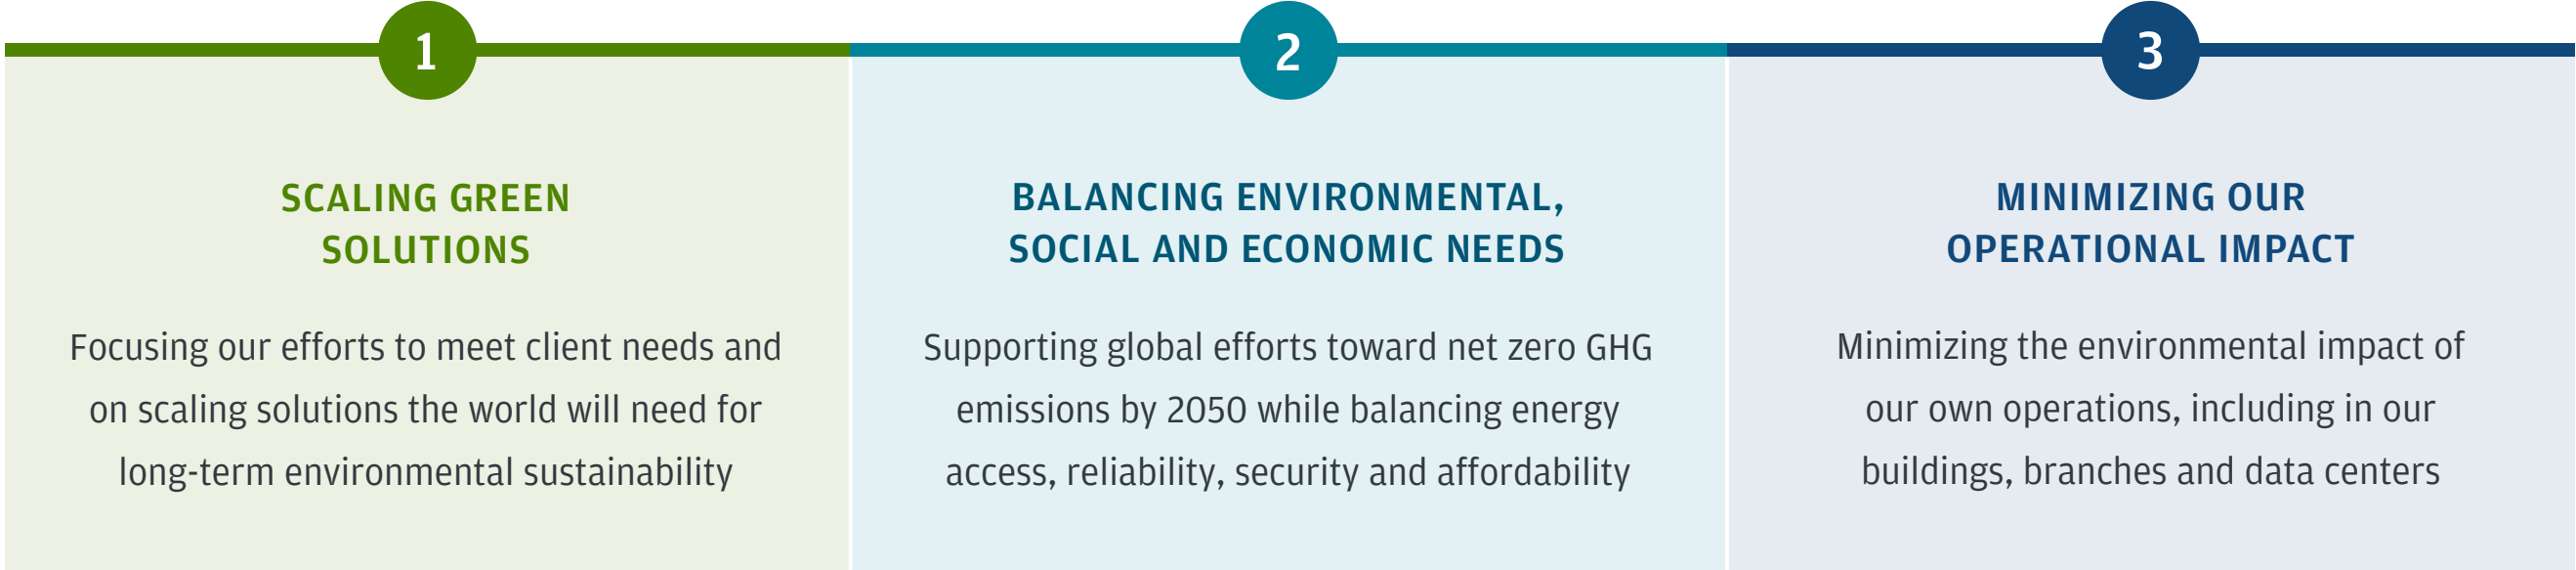 1
SCALING GREEN
SOLUTIONS
Focusing our efforts to meet client needs and
on scaling solutions the world will need for
long-term environmental sustainability
2
BALANCING ENVIRONMENTAL,
SOCIAL AND ECONOMIC NEEDS
Supporting global efforts toward net zero GHG
emissions by 2050 while balancing energy
access, reliability, security and affordability
3
MINIMIZING OUR
OPERATIONAL IMPACT
Minimizing the environmental impact of
our own operations, including in our
buildings, branches and data centers